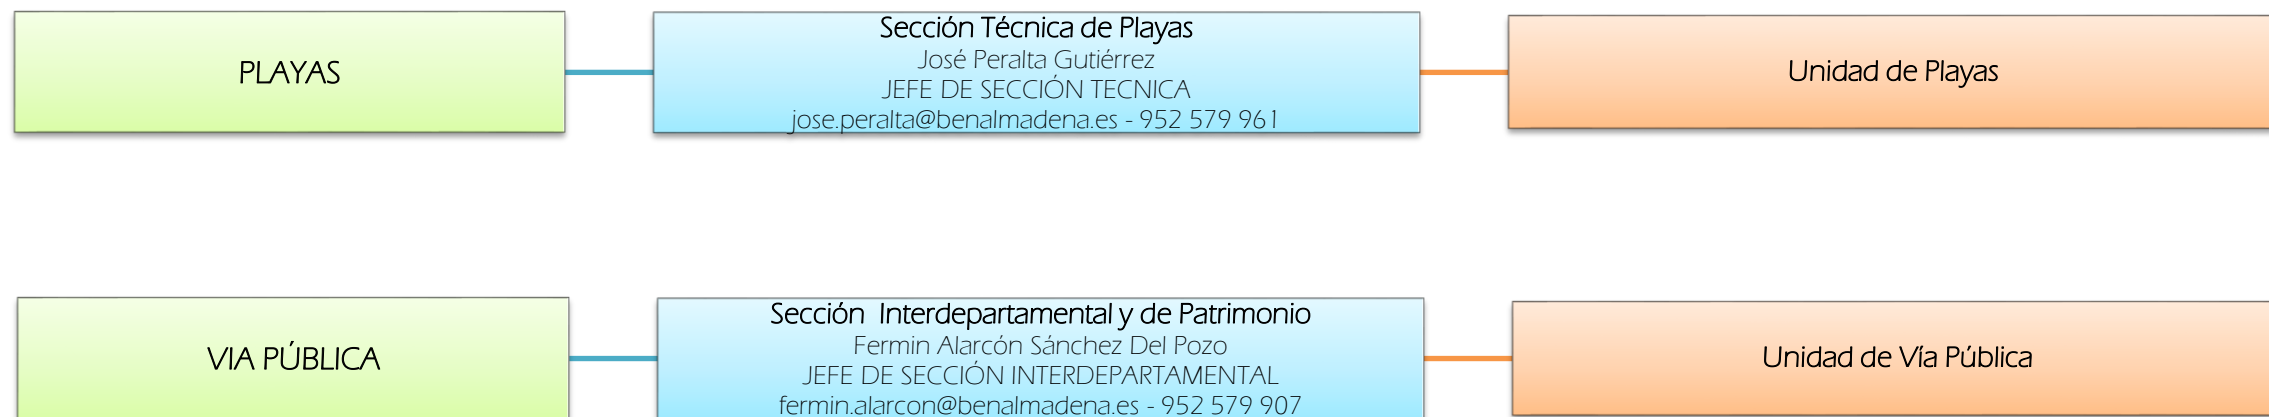 PLAYAS
Sección Técnica de Playas
José Peralta Gutiérrez
JEFE DE SECCIÓN TECNICA
jose.peralta@benalmadena.es - 952 579 961
Unidad de Playas
VIA PÚBLICA
Sección Interdepartamental y de Patrimonio
Fermin Alarcón Sánchez Del Pozo
JEFE DE SECCIÓN INTERDEPARTAMENTAL
fermin.alarcon@benalmadena.es - 952 579 907
Unidad de Vía Pública